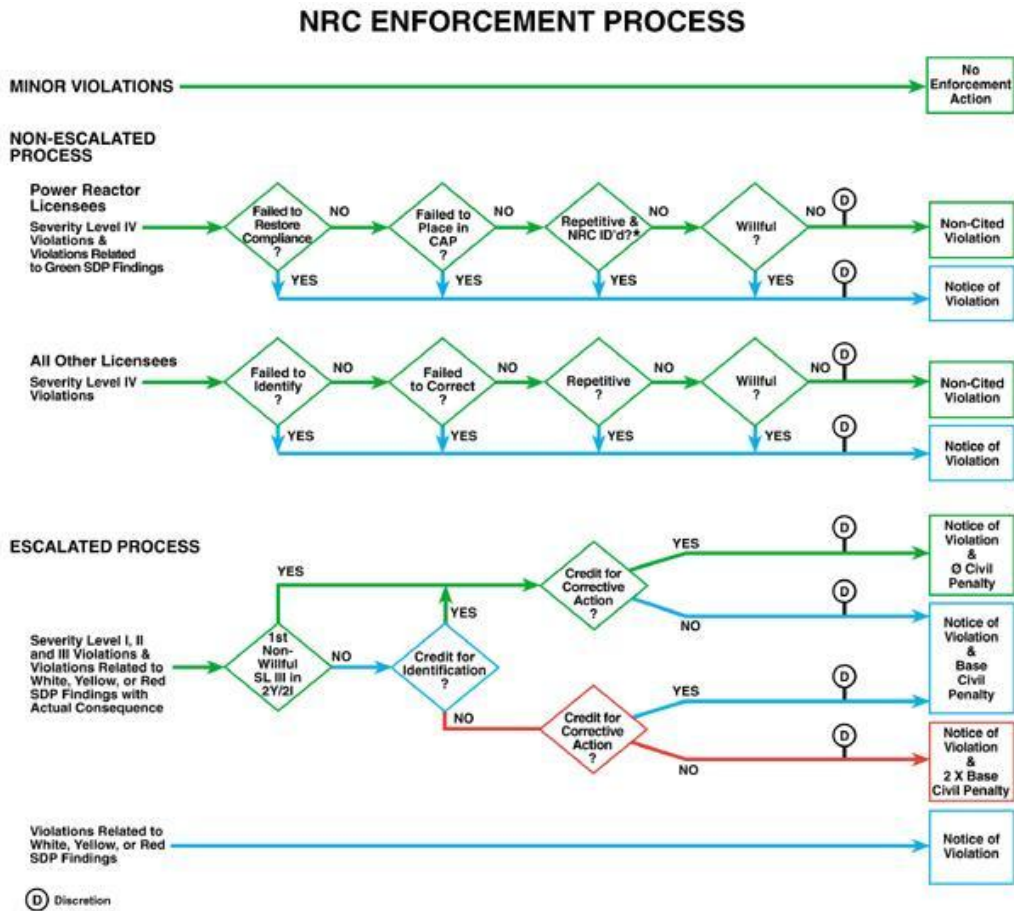 NRC ENFORCEMENT PROCESS
MINOR VIOLATIONS
No
Enforcement
Action
NON-ESCALATED
PROCESS
Power Reactor
Licensees
Severity Level IV
Violations &
Violations Related
to Green SDP Findings
Failed to
Restore
Compliance
?
NO
YES
Failed to
Place in
CAP
?
NO
YES
Repetitive &
NRC ID'd?*
NO
YES
Willful
?
NO
YES
D
Non-Cited
Violation
D
Notice of
Violation
All Other Licensees
Severity Level IV
Violations
Failed to
Identify
?
NO
YES
Failed
to Correct
?
NO
YES
Repetitive
?
NO
YES
Willful
?
NO
YES
D
Non-Cited
Violation
D
Notice of
Violation
ESCALATED PROCESS
Severity Level I, II
and III Violations &
Violations Related to
White, Yellow, or Red
SDP Findings with
Actual Consequence
1st
Non-
Willful
SL III in
2Y/2I
YES
NO
Credit for
Identification
?
YES
NO
Credit for
Corrective
Action
?
YES
NO
D
Notice of
Violation
&
Ø Civil
Penalty
D
Notice of
Violation
&
Base
Civil
Penalty
Credit for
Corrective
Action
?
YES
NO
D
D
Notice of
Violation
&
2 X Base
Civil Penalty
Violations Related to
White, Yellow, or Red
SDP Findings
Notice of
Violation
D Discretion